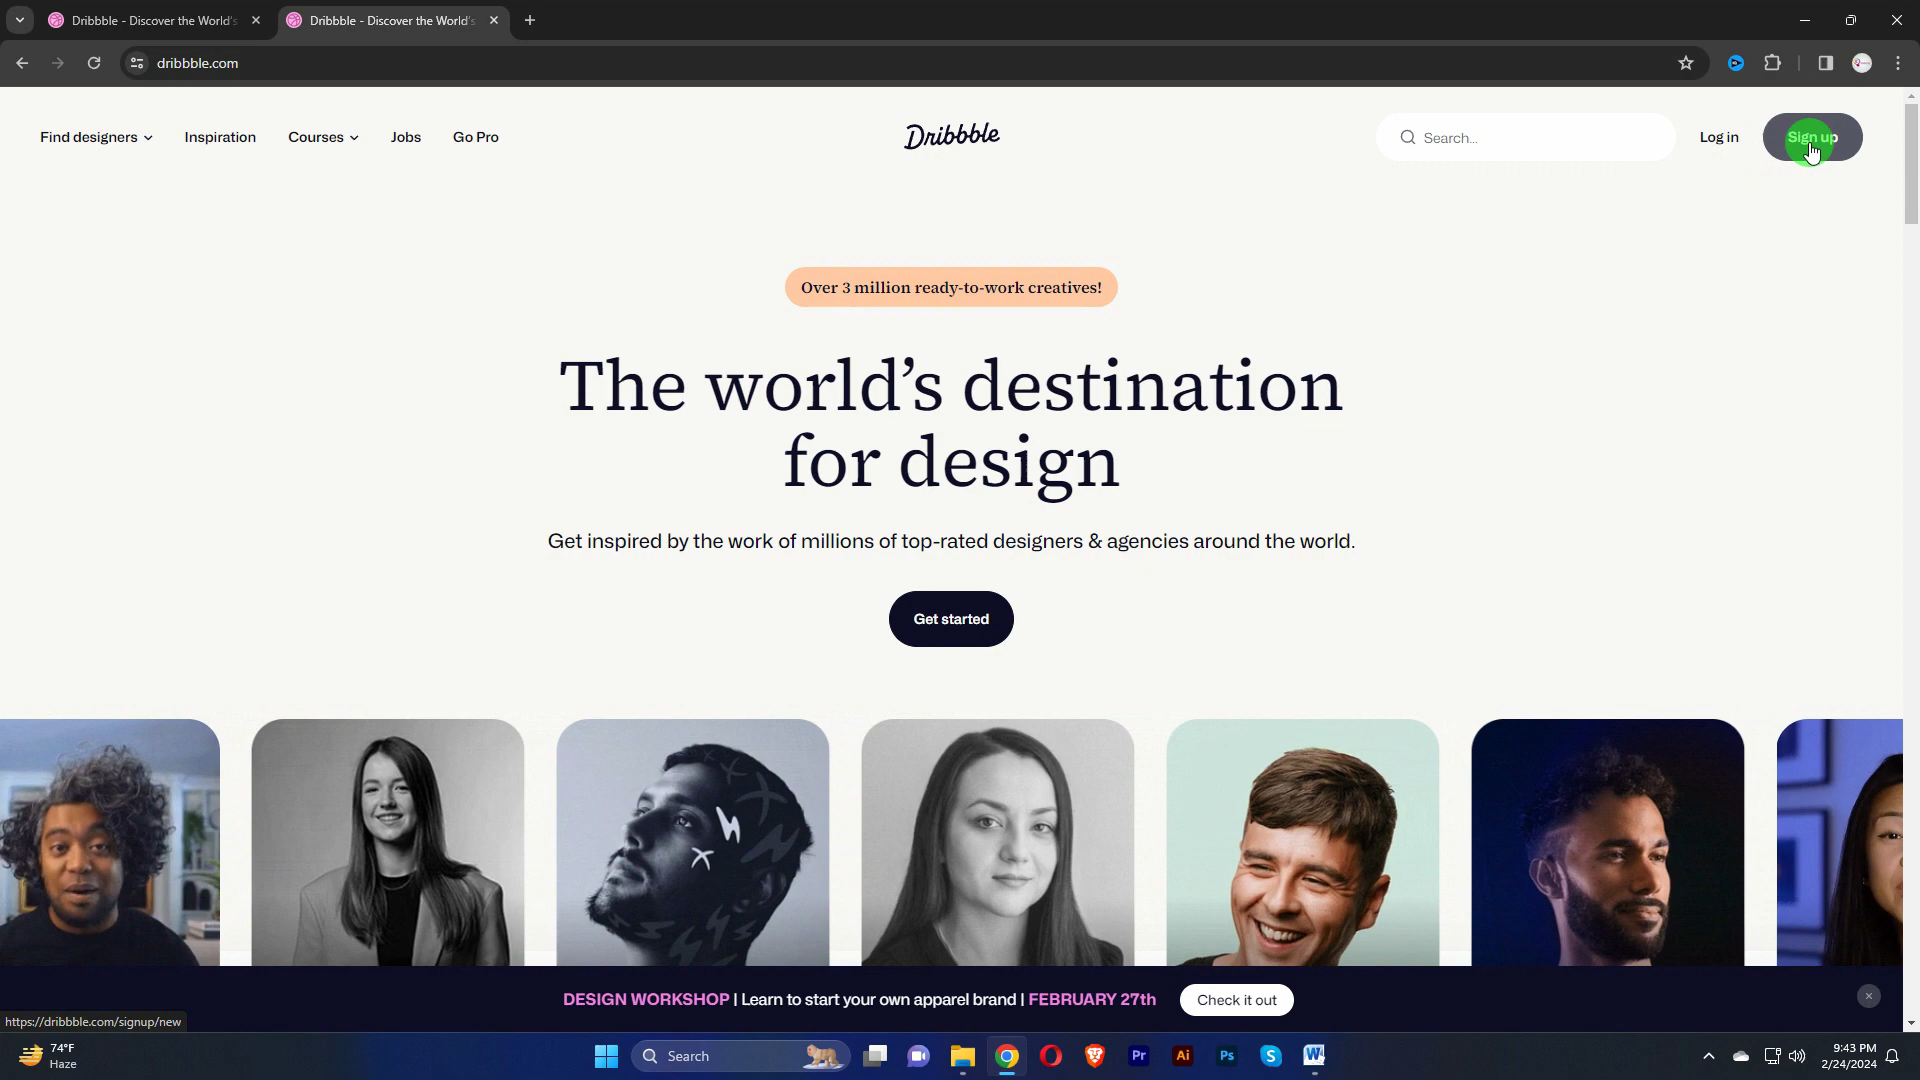 Dribbble - Discover the World's
Dribbble - Discover the World's
dribbble.com
Find designers
Inspiration
Courses
Jobs
Go Pro
Dribbble
Search...
Log in
Sign up
Over 3 million ready-to-work creatives!
The world's destination
for design
Get inspired by the work of millions of top-rated designers & agencies around the world.
Get started
DESIGN WORKSHOP | Learn to start your own apparel brand | FEBRUARY 27th
Check it out
https://dribbble.com/signup/new
74°F
Haze
Search
Pr
Ai
Ps
S
W
9:43 PM
2/24/2024